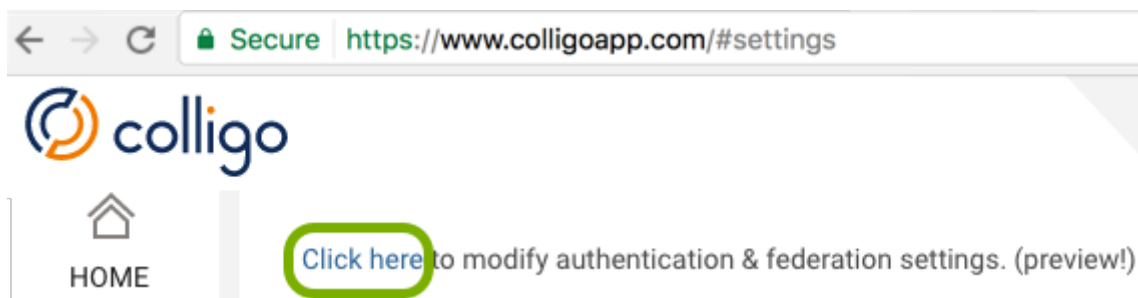 Secure https://www.colligoapp.com/#settings
colligo
HOME
Click here to modify authentication & federation settings. (preview!)